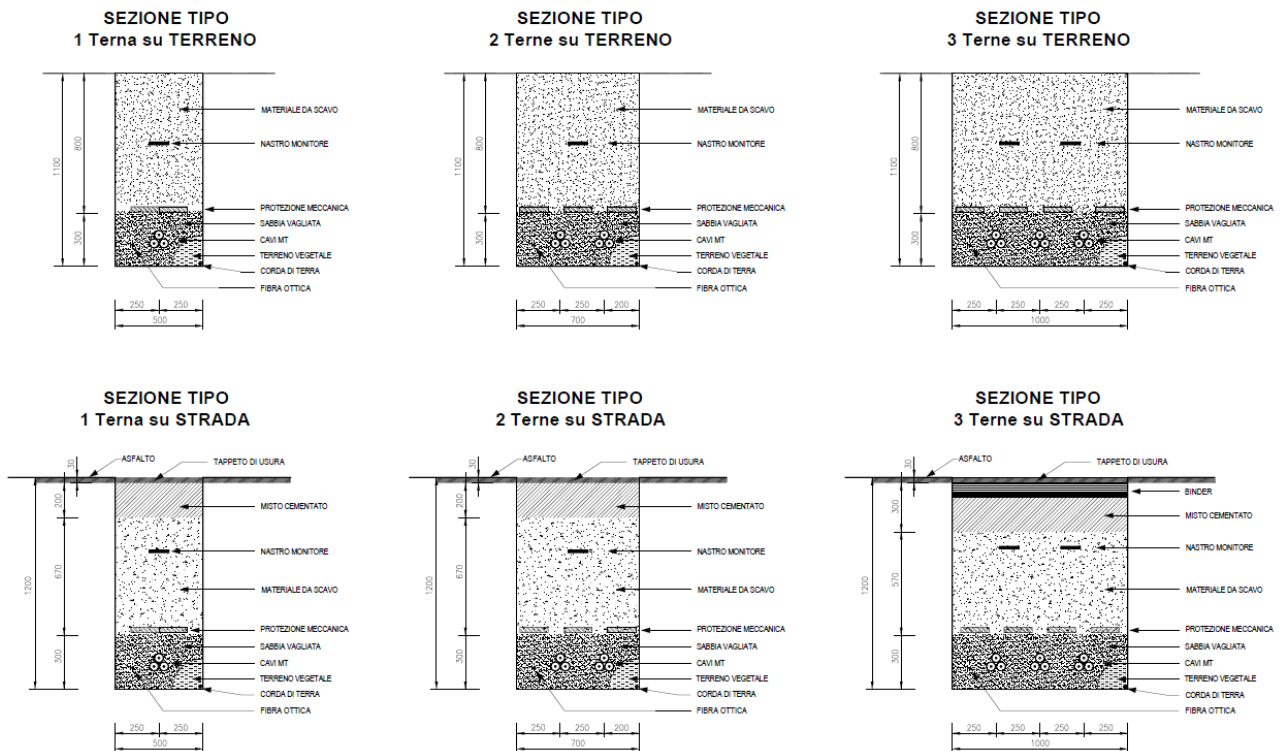 SEZIONE TIPO
1 Terna su TERRENO
1100
800
300
MATERIALE DA SCAVO
NASTRO MONITORE
PROTEZIONE MECCANICA
SABBIA VAGLIATA
CAVI MT
TERRENO VEGETALE
CORDA DI TERRA
FIBRA OTTICA
250 250
500
SEZIONE TIPO
2 Terne su TERRENO
1100
800
300
MATERIALE DA SCAVO
NASTRO MONITORE
PROTEZIONE MECCANICA
SABBIA VAGLIATA
CAVI MT
TERRENO VEGETALE
CORDA DI TERRA
FIBRA OTTICA
250 250 200
700
SEZIONE TIPO
3 Terne su TERRENO
1100
800
300
MATERIALE DA SCAVO
NASTRO MONITORE
PROTEZIONE MECCANICA
SABBIA VAGLIATA
CAVI MT
TERRENO VEGETALE
CORDA DI TERRA
FIBRA OTTICA
250 250 250 250
1000
SEZIONE TIPO
1 Terna su STRADA
ASFALTO
TAPPETO DI USURA
30
200
1200
670
300
MISTO CEMENTATO
NASTRO MONITORE
MATERIALE DA SCAVO
PROTEZIONE MECCANICA
SABBIA VAGLIATA
CAVI MT
TERRENO VEGETALE
CORDA DI TERRA
FIBRA OTTICA
250 250
500
SEZIONE TIPO
2 Terne su STRADA
ASFALTO
TAPPETO DI USURA
30
200
1200
670
300
MISTO CEMENTATO
NASTRO MONITORE
MATERIALE DA SCAVO
PROTEZIONE MECCANICA
SABBIA VAGLIATA
CAVI MT
TERRENO VEGETALE
CORDA DI TERRA
FIBRA OTTICA
250 250 200
700
SEZIONE TIPO
3 Terne su STRADA
ASFALTO
TAPPETO DI USURA
30
300
1200
570
300
BINDER
MISTO CEMENTATO
NASTRO MONITORE
MATERIALE DA SCAVO
PROTEZIONE MECCANICA
SABBIA VAGLIATA
CAVI MT
TERRENO VEGETALE
CORDA DI TERRA
FIBRA OTTICA
250 250 250 250
1000